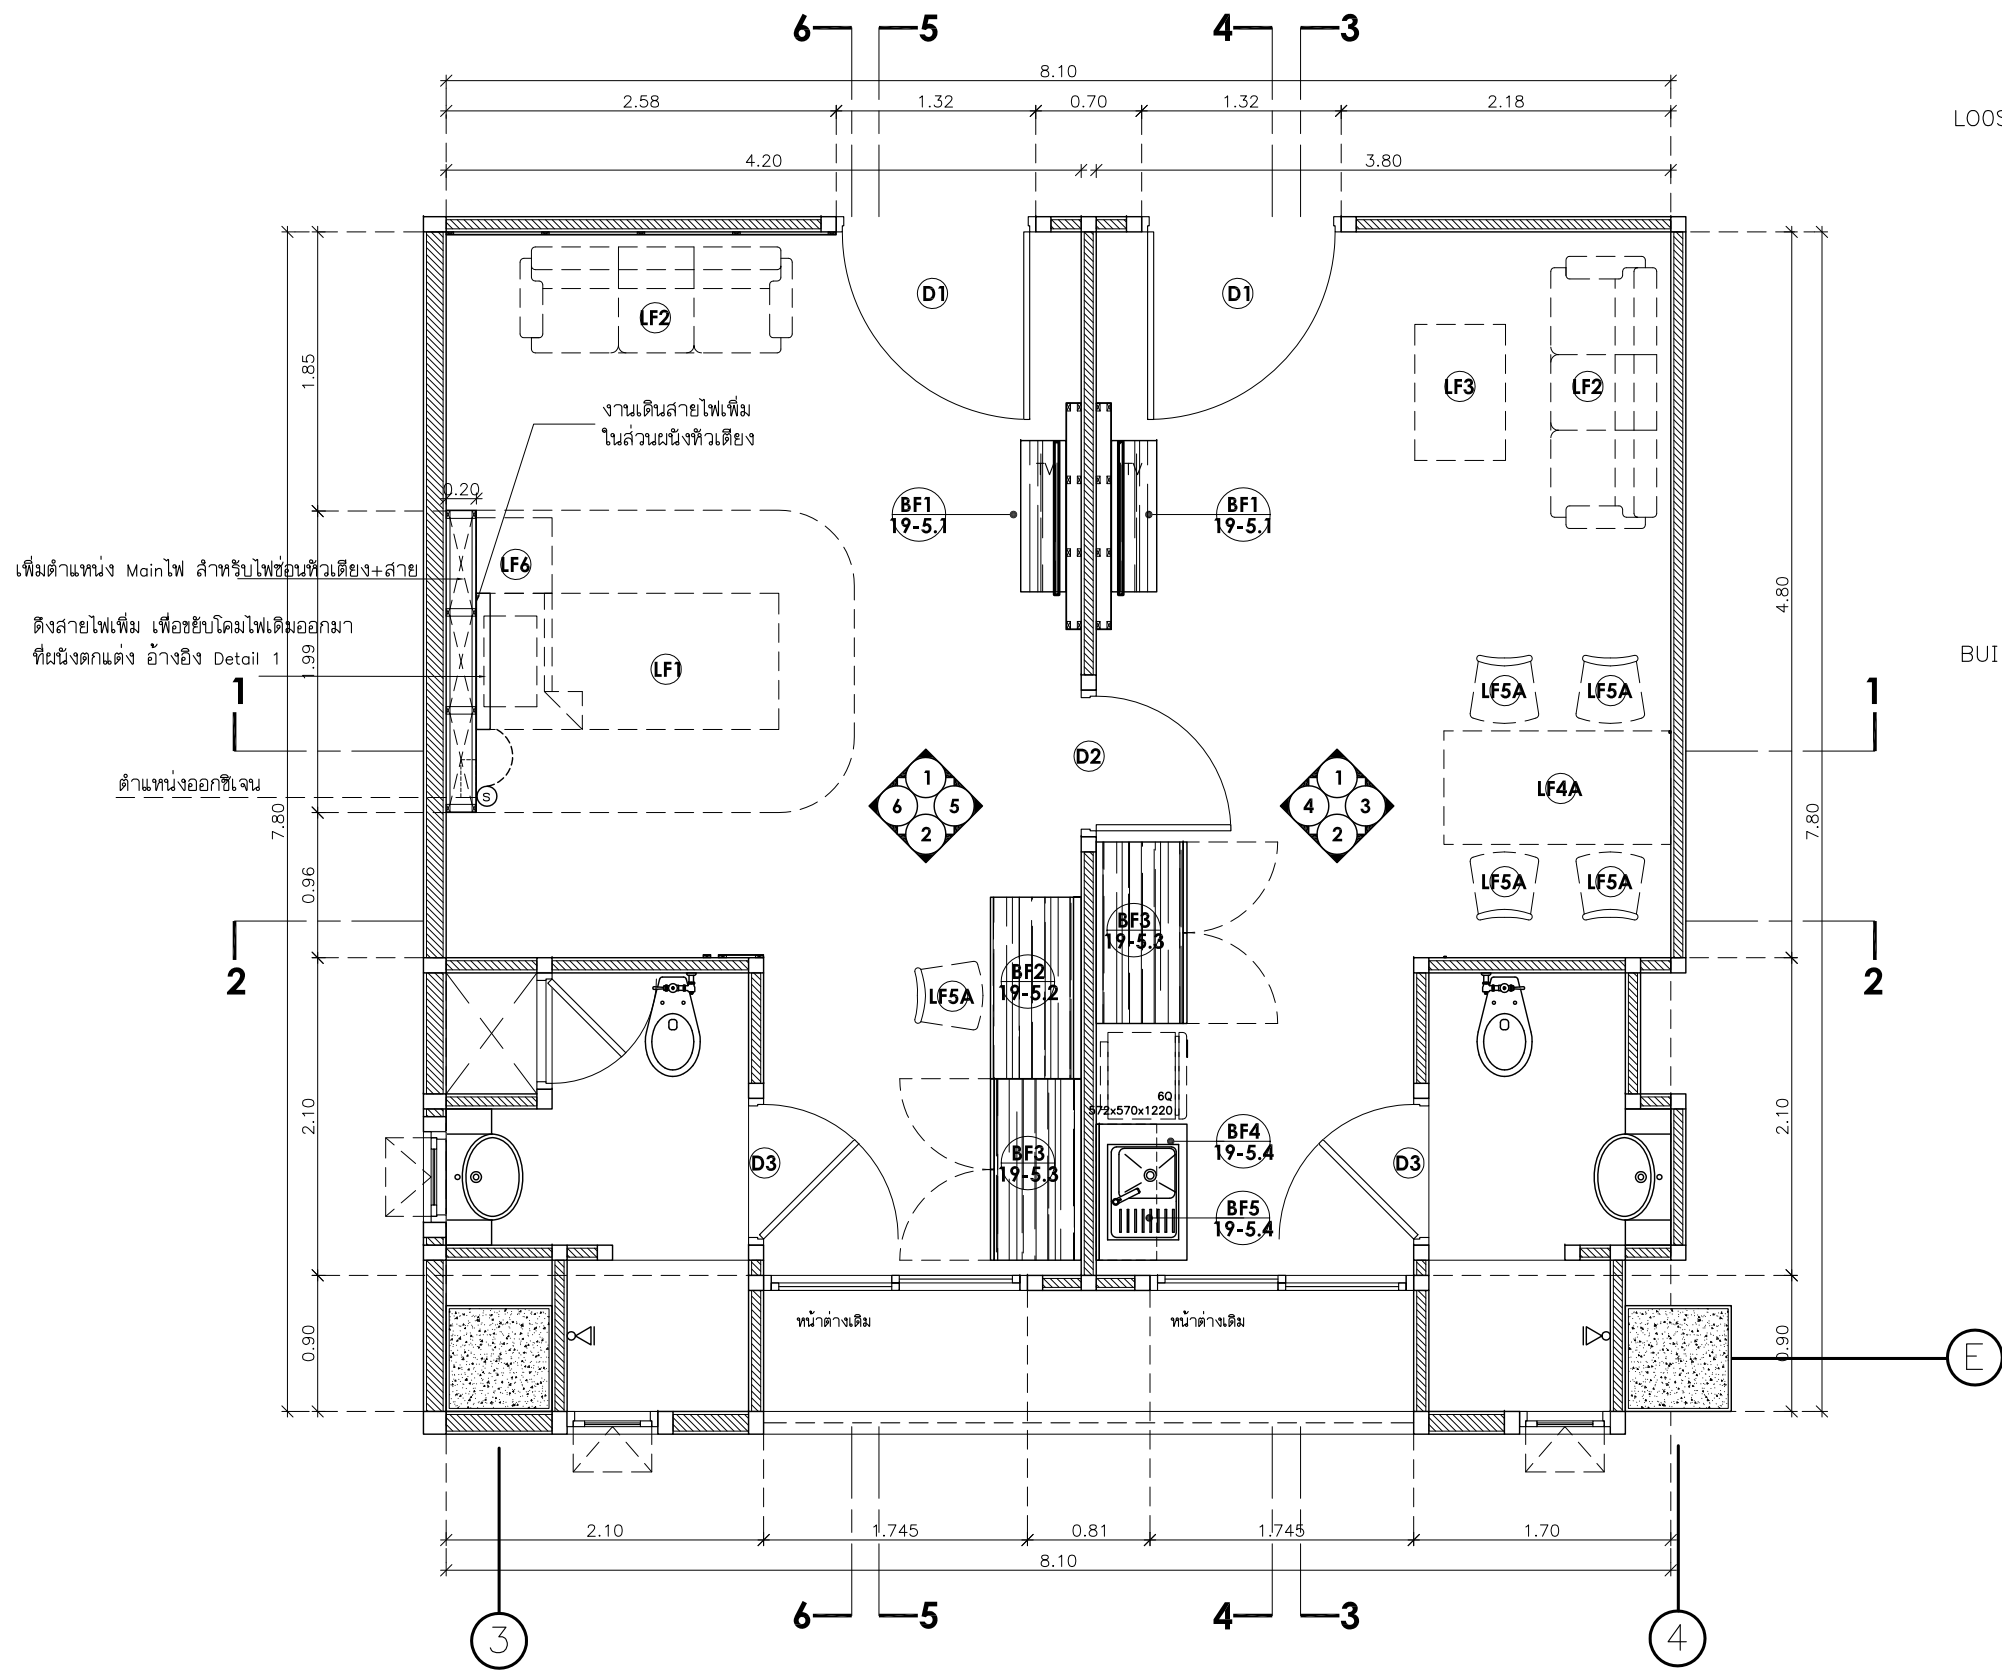 6 5 4 3
8.10
2.58 1.32 0.70 1.32 2.18
4.20 3.80
D1 D1
LF2
LF3 LF2
1.85
งานเดินสายไฟเพิ่ม
ในส่วนผนังหัวเตียง
0.20
TV TV
BF1
19-5.1
BF1
19-5.1
LF6
เพิ่มตำแหน่ง Mainไฟ สำหรับไฟซ่อนหัวเตียง+สาย
4.80
ดึงสายไฟเพิ่ม เพื่อขยับโคมไฟเดิมออกมา
ที่ผนังตกแต่ง อ้างอิง Detail 1
1.99
LF1
LF5A LF5A
1 1
D2
ตำแหน่งออกซิเจน
S
1
6 5
2
1
4 3
2
LF4A
7.80 7.80
0.96
LF5A LF5A
BF3
19-5.3
2 2
BF2
19-5.2
LF5A
6Q
572x570x1220
2.10 2.10
BF4
19-5.4
D3 D3
BF3
19-5.3
BF5
19-5.4
หน้าต่างเดิม หน้าต่างเดิม
0.90 0.90
E
2.10 1.745 0.81 1.745 1.70
8.10
6 5 4 3
3 4